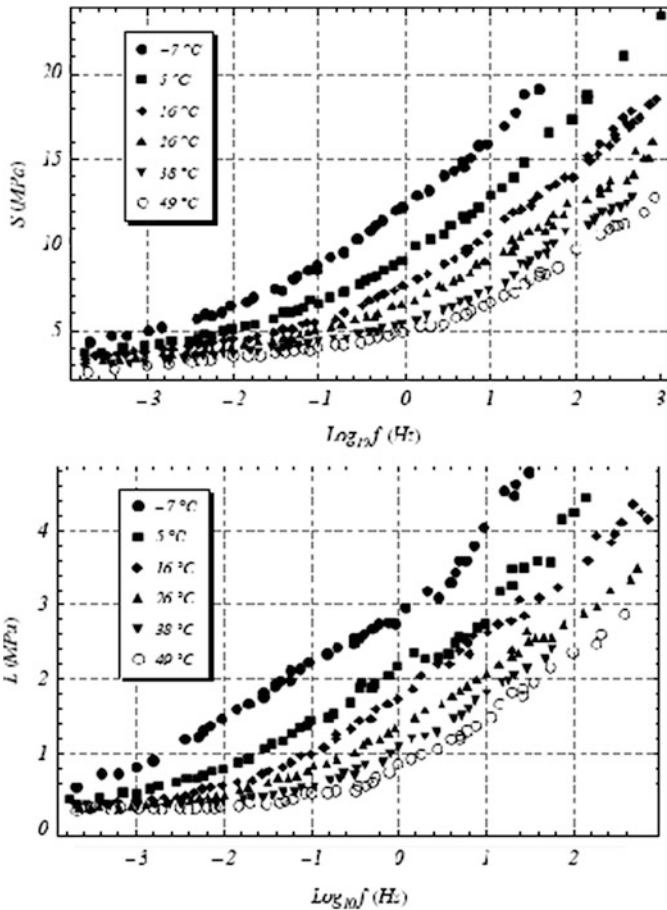 S (MPa)
20
15
10
5
-7 °C
5 °C
16 °C
26 °C
38 °C
49 °C
-3 -2 -1 0 1 2 3
Log₁₀f (Hz)
L (MPa)
4
3
2
1
0
-7 °C
5 °C
16 °C
26 °C
38 °C
49 °C
-3 -2 -1 0 1 2
Log₁₀f (Hz)